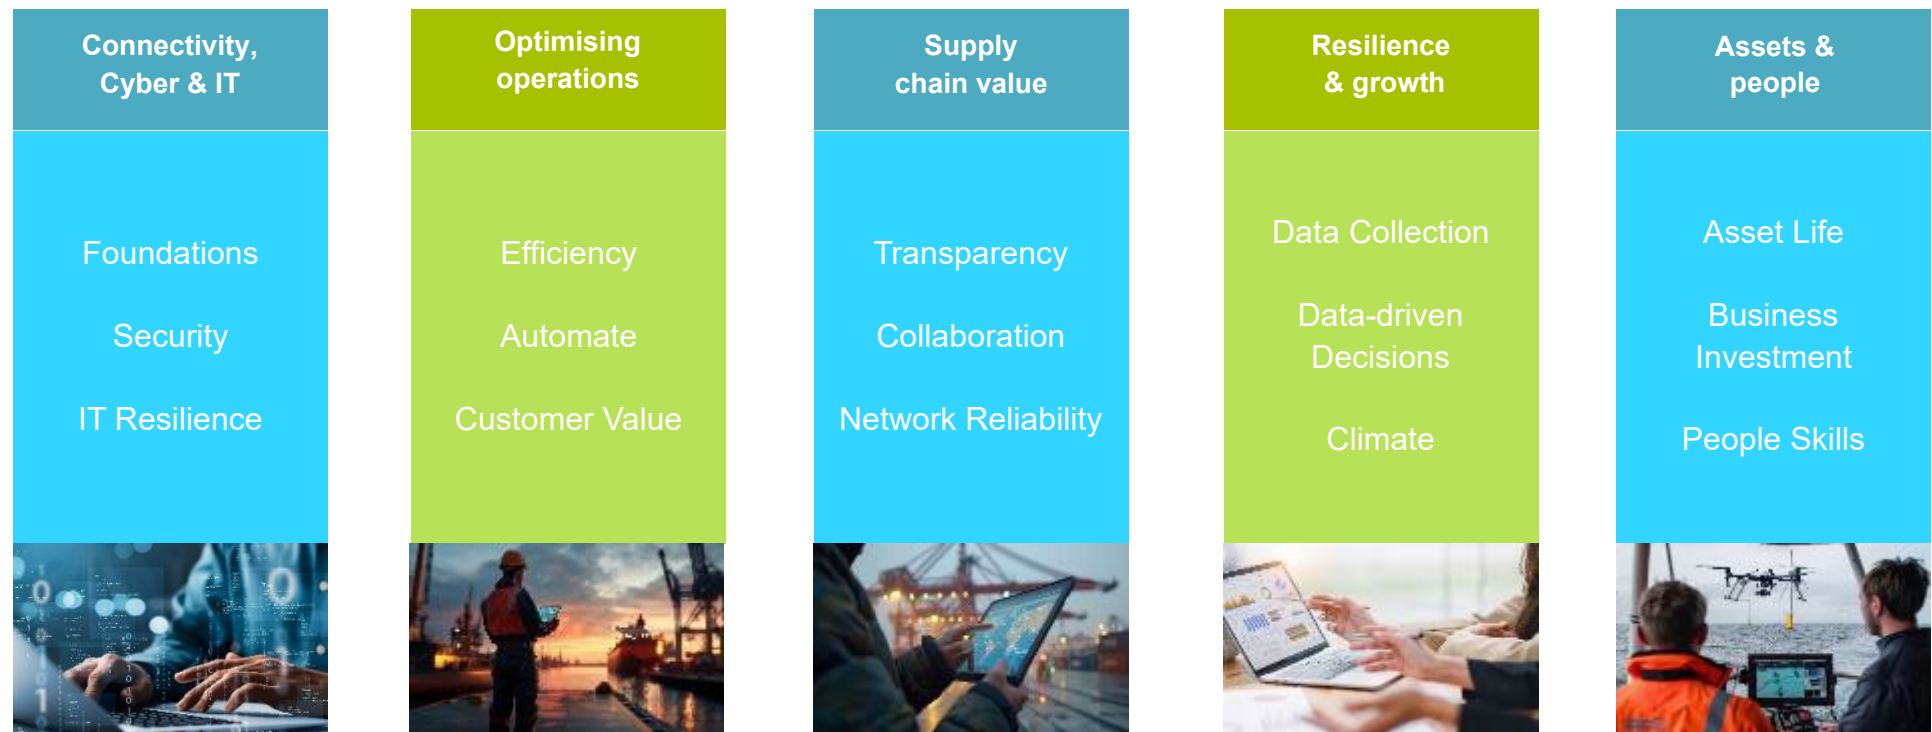 Connectivity,
Cyber & IT
Foundations
Security
IT Resilience
Optimising
operations
Efficiency
Automate
Customer Value
Supply
chain value
Transparency
Collaboration
Network Reliability
Resilience
& growth
Data Collection
Data-driven
Decisions
Climate
Assets &
people
Asset Life
Business
Investment
People Skills